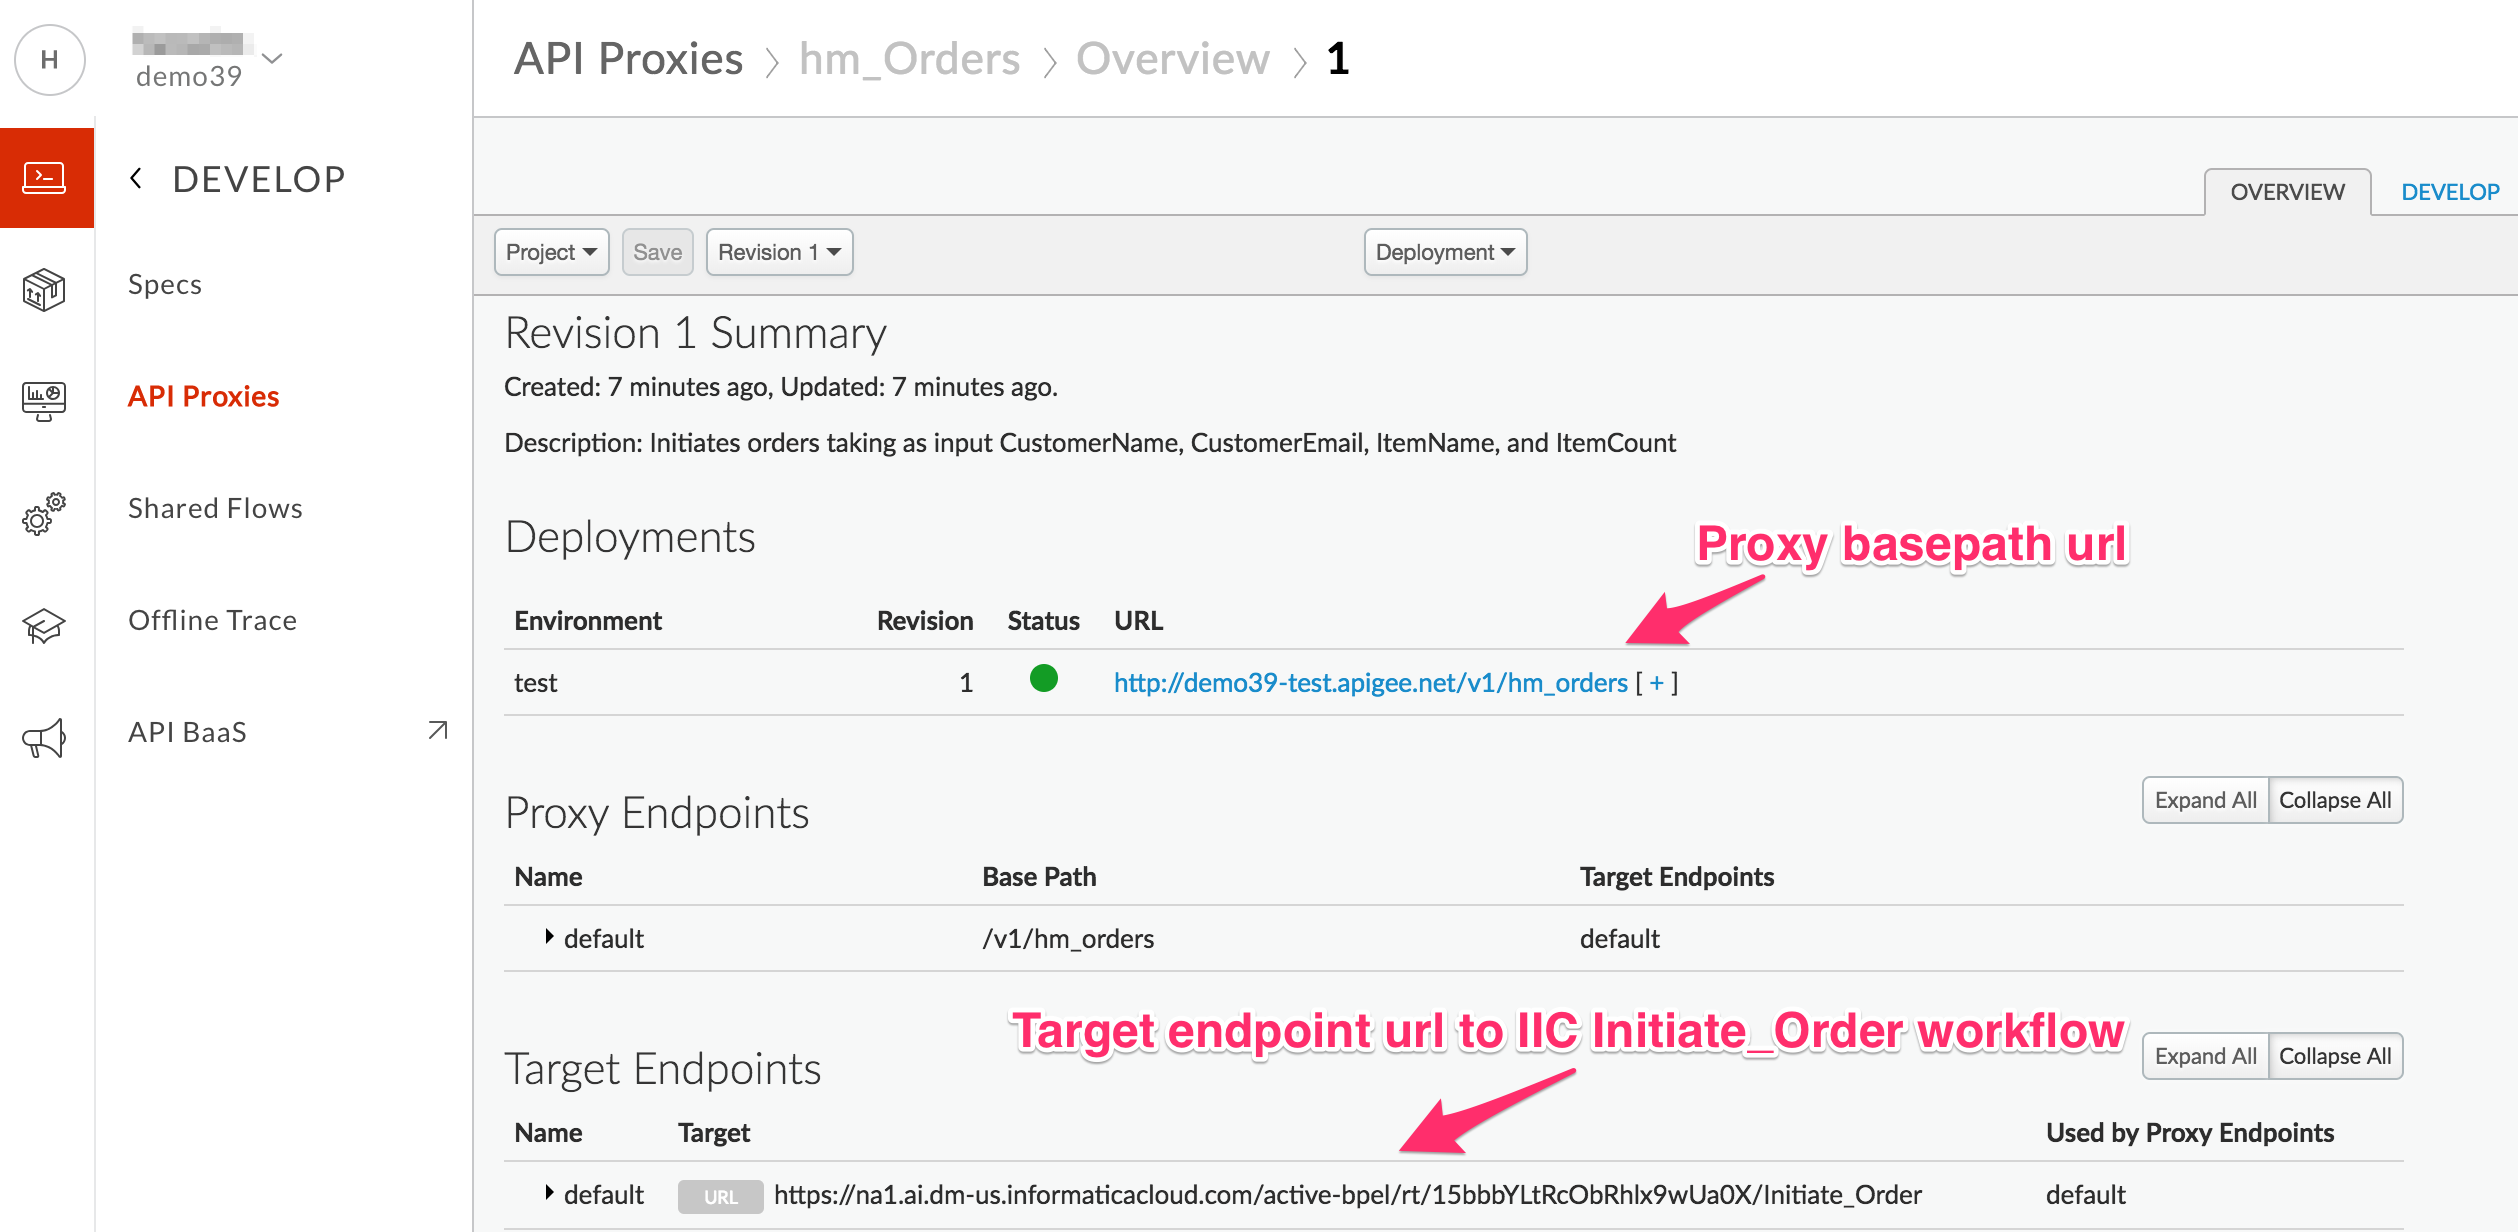 H
demo39
API Proxies > hm_Orders > Overview > 1
DEVELOP
OVERVIEW DEVELOP
Project Save Revision 1 Deployment
Specs
API Proxies
Shared Flows
Offline Trace
API BaaS
Revision 1 Summary
Created: 7 minutes ago, Updated: 7 minutes ago.
Description: Initiates orders taking as input CustomerName, CustomerEmail, ItemName, and ItemCount
Deployments
Proxy basepath url
Environment Revision Status URL
test 1 http://demo39-test.apigee.net/v1/hm_orders [ + ]
Proxy Endpoints
Expand All Collapse All
Name Base Path Target Endpoints
default /v1/hm_orders default
Target endpoint url to IIC Initiate_Order workflow
Target Endpoints
Expand All Collapse All
Name Target Used by Proxy Endpoints
default URL https://na1.ai.dm-us.informaticacloud.com/active-bpel/rt/15bbbYLtRcObRhlx9wUa0X/Initiate_Order default